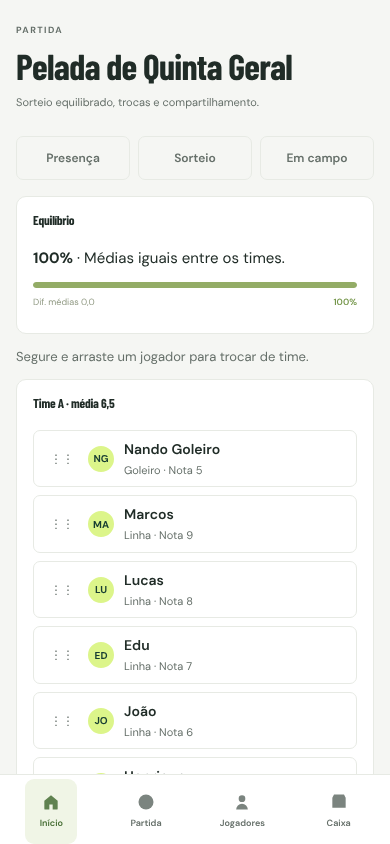 PARTIDA
Pelada de Quinta Geral
Sorteio equilibrado, trocas e compartilhamento.
Presença Sorteio Em campo
Equilíbrio
100% · Médias iguais entre os times.
Dif. médias 0,0 100%
Segure e arraste um jogador para trocar de time.
Time A · média 6,5
NG Nando Goleiro
Goleiro · Nota 5
MA Marcos
Linha · Nota 9
LU Lucas
Linha · Nota 8
ED Edu
Linha · Nota 7
JO João
Linha · Nota 6
Início Partida Jogadores Caixa